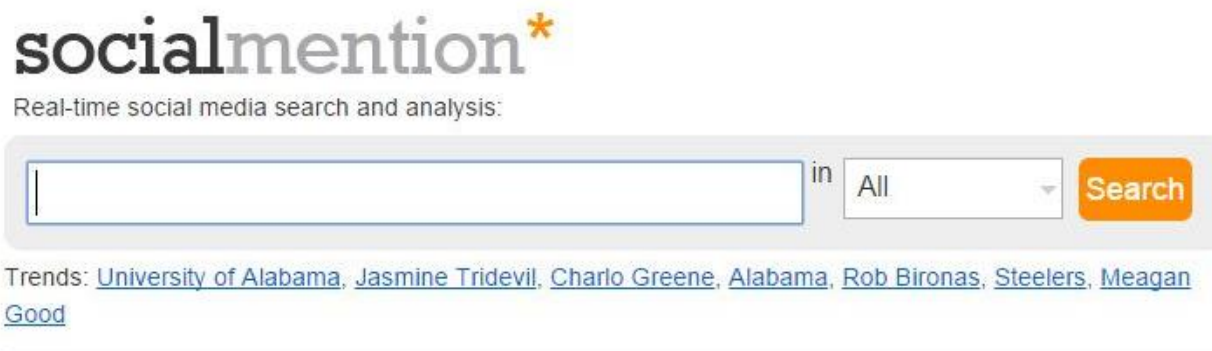 socialmention*
Real-time social media search and analysis:
in All Search
Trends: University of Alabama, Jasmine Tridevil, Charlo Greene, Alabama, Rob Bironas, Steelers, Meagan
Good